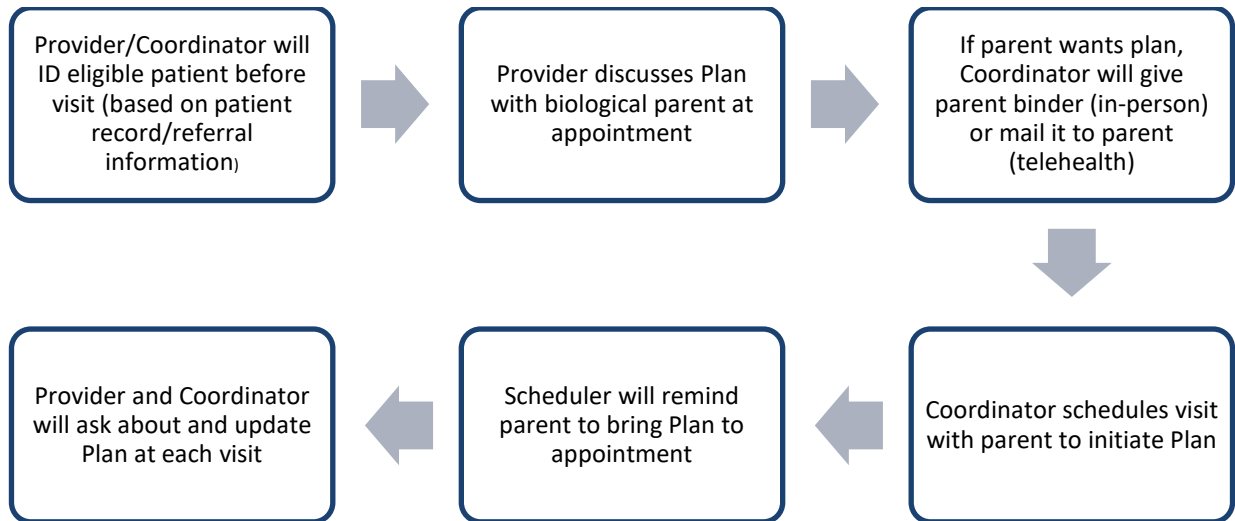 Provider/Coordinator will
ID eligible patient before
visit (based on patient
record/referral
information)
Provider discusses Plan
with biological parent at
appointment
If parent wants plan,
Coordinator will give
parent binder (in-person)
or mail it to parent
(telehealth)
Coordinator schedules visit
with parent to initiate Plan
Scheduler will remind
parent to bring Plan to
appointment
Provider and Coordinator
will ask about and update
Plan at each visit